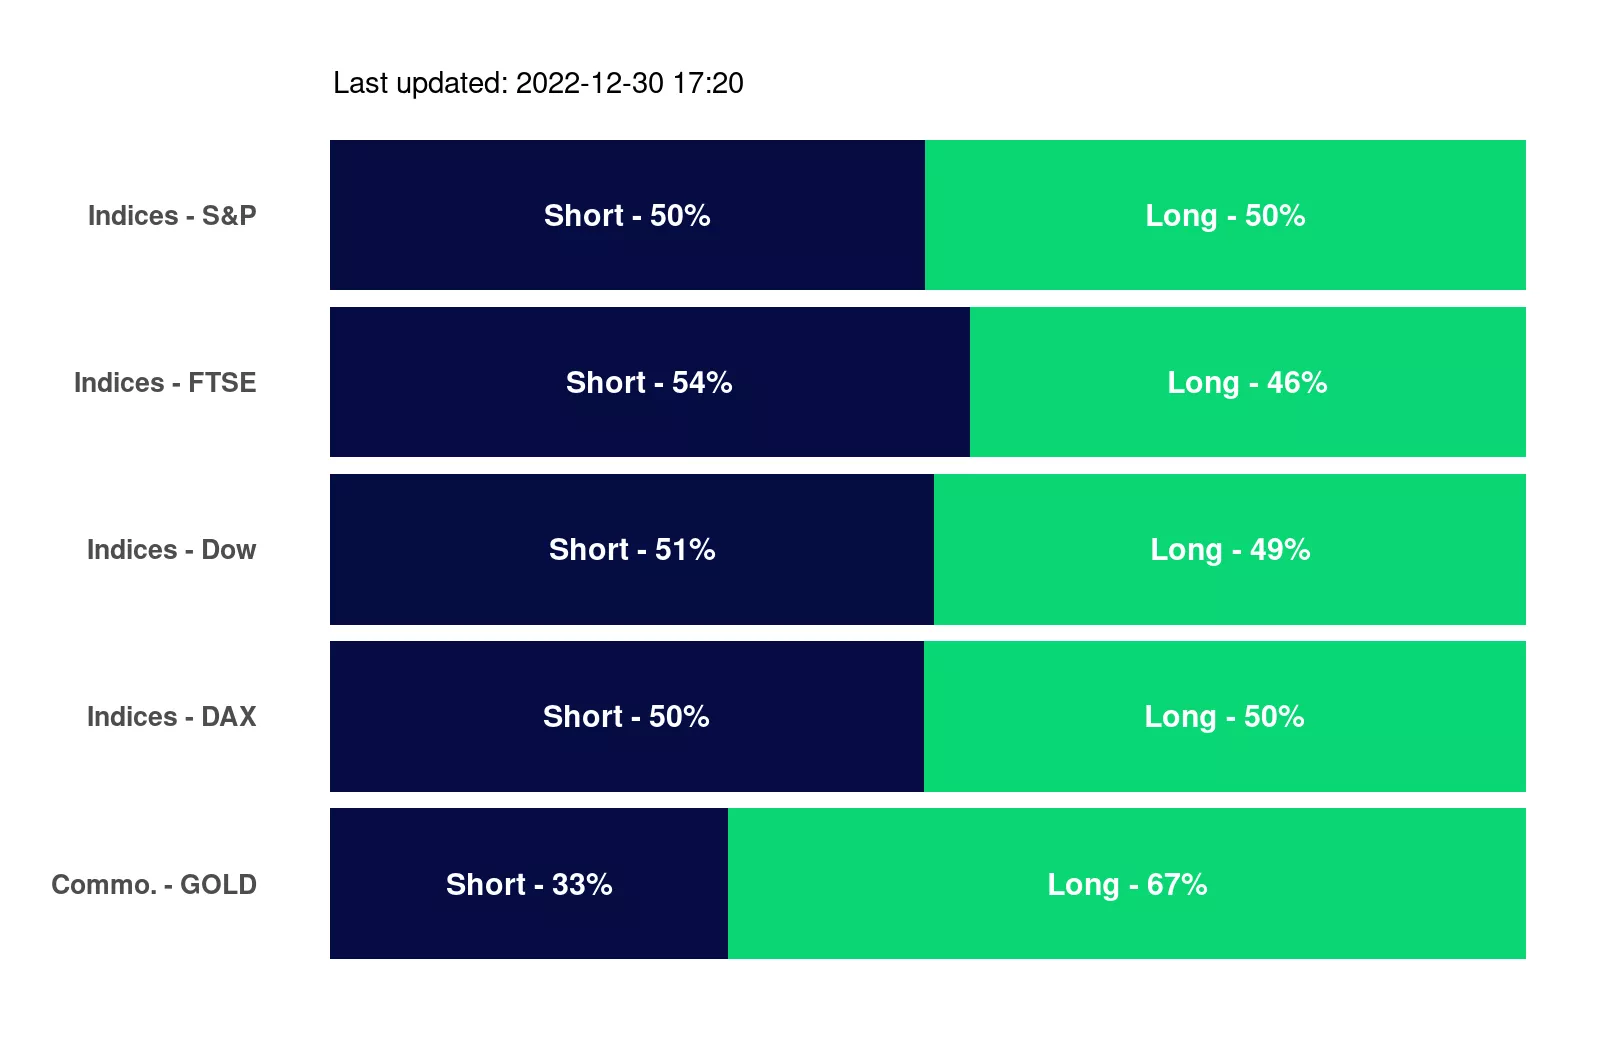 Last updated: 2022-12-30 17:20
Indices - S&P Short - 50% Long - 50%
Indices - FTSE Short - 54% Long - 46%
Indices - Dow Short - 51% Long - 49%
Indices - DAX Short - 50% Long - 50%
Commo. - GOLD Short - 33% Long - 67%